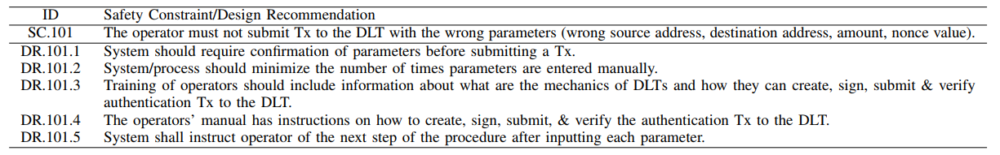 ID Safety Constraint/Design Recommendation
SC.101 The operator must not submit Tx to the DLT with the wrong parameters (wrong source address, destination address, amount, nonce value).
DR.101.1 System should require confirmation of parameters before submitting a Tx.
DR.101.2 System/process should minimize the number of times parameters are entered manually.
DR.101.3 Training of operators should include information about what are the mechanics of DLTs and how they can create, sign, submit & verify
authentication Tx to the DLT.
DR.101.4 The operators' manual has instructions on how to create, sign, submit, & verify the authentication Tx to the DLT.
DR.101.5 System shall instruct operator of the next step of the procedure after inputting each parameter.